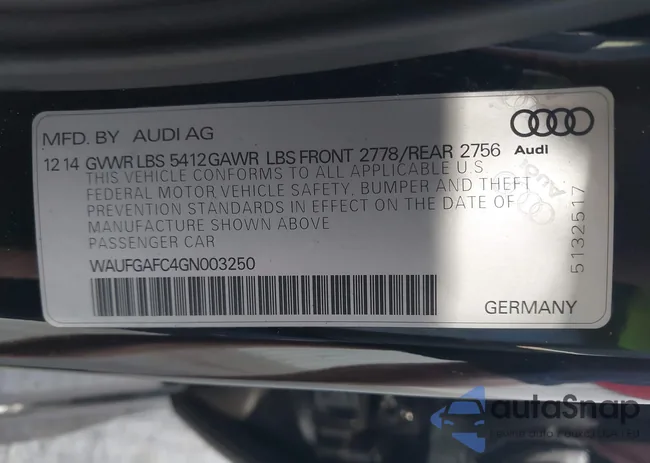 MFD. BY AUDI AG
Audi
12 14 GVWR LBS 5412 GAWR LBS FRONT 2778/REAR 2756
THIS VEHICLE CONFORMS TO ALL APPLICABLE U.S
FEDERAL MOTOR VEHICLE SAFETY, BUMPER AND THEFT
PREVENTION STANDARDS IN EFFECT ON THE DATE OF
MANUFACTURE SHOWN ABOVE
PASSENGER CAR
WAUFGAFC4GN003250
GERMANY
5132517
Audi
autoSnap